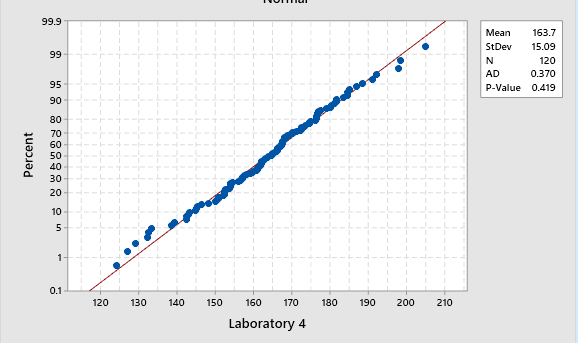 Normal
99.9
99
95
90
80
70
60
50
40
30
20
10
5
1
0.1
Percent
120 130 140 150 160 170 180 190 200 210
Laboratory 4
Mean 163.7
StDev 15.09
N 120
AD 0.370
P-Value 0.419